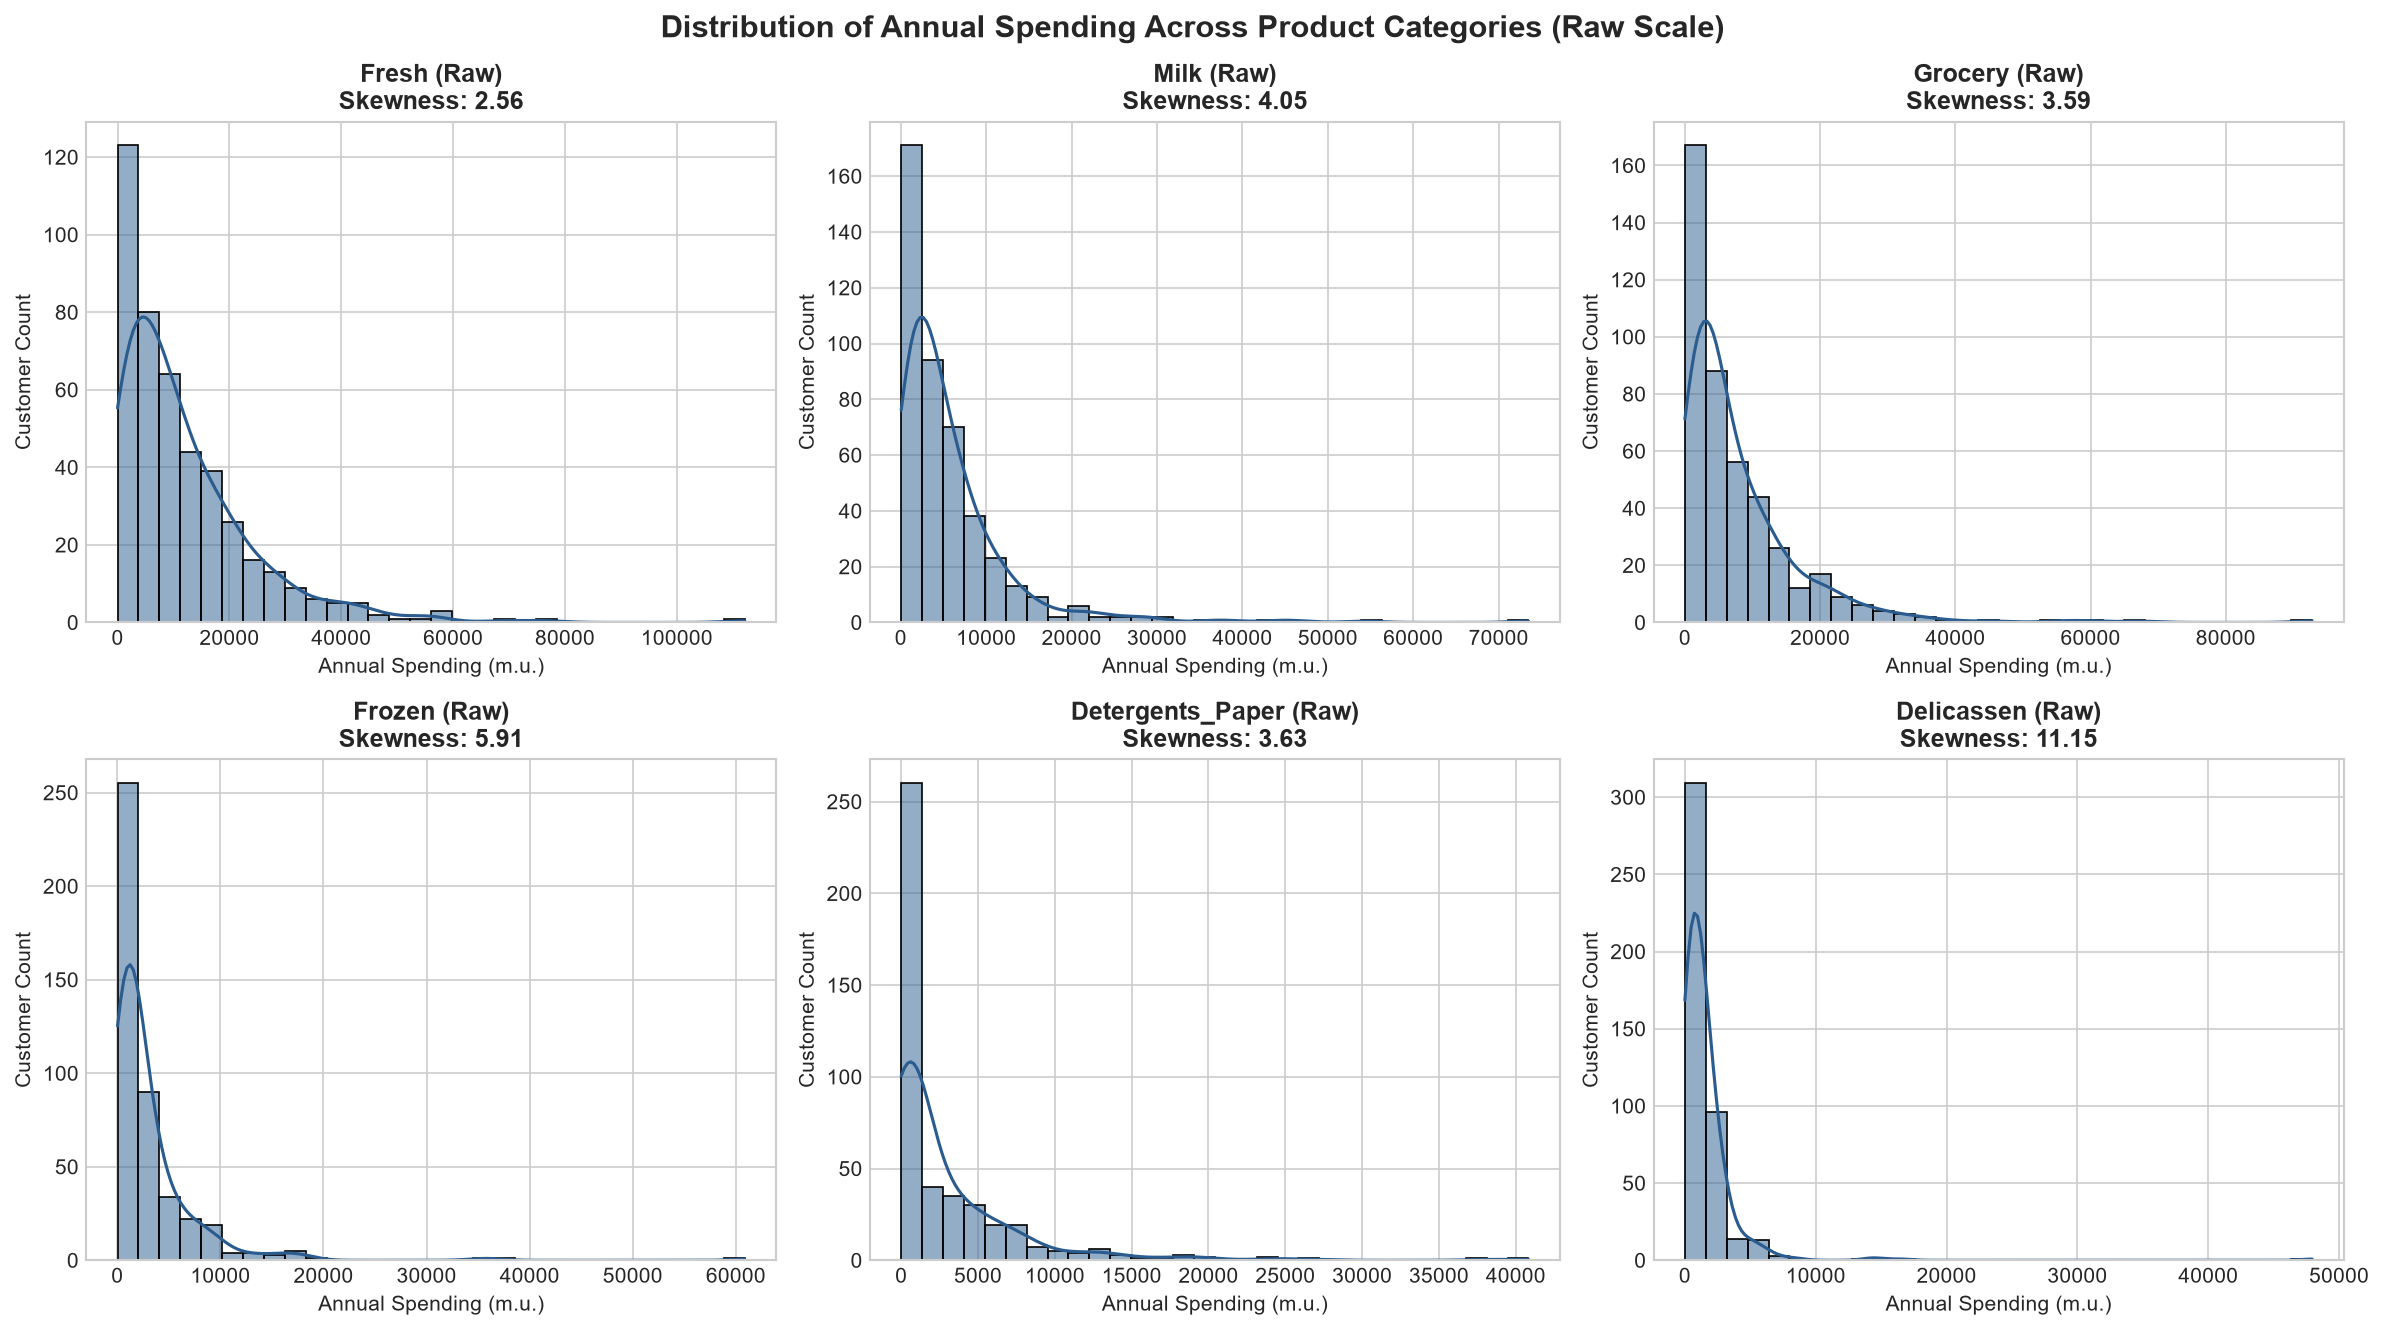 Distribution of Annual Spending Across Product Categories (Raw Scale)
Fresh (Raw)
Skewness: 2.56
120
100
80
60
40
20
0
Customer Count
0 20000 40000 60000 80000 100000
Annual Spending (m.u.)
Milk (Raw)
Skewness: 4.05
160
140
120
100
80
60
40
20
0
Customer Count
0 10000 20000 30000 40000 50000 60000 70000
Annual Spending (m.u.)
Grocery (Raw)
Skewness: 3.59
160
140
120
100
80
60
40
20
0
Customer Count
0 20000 40000 60000 80000
Annual Spending (m.u.)
Frozen (Raw)
Skewness: 5.91
250
200
150
100
50
0
Customer Count
0 10000 20000 30000 40000 50000 60000
Annual Spending (m.u.)
Detergents_Paper (Raw)
Skewness: 3.63
250
200
150
100
50
0
Customer Count
0 5000 10000 15000 20000 25000 30000 35000 40000
Annual Spending (m.u.)
Delicassen (Raw)
Skewness: 11.15
300
250
200
150
100
50
0
Customer Count
0 10000 20000 30000 40000 50000
Annual Spending (m.u.)